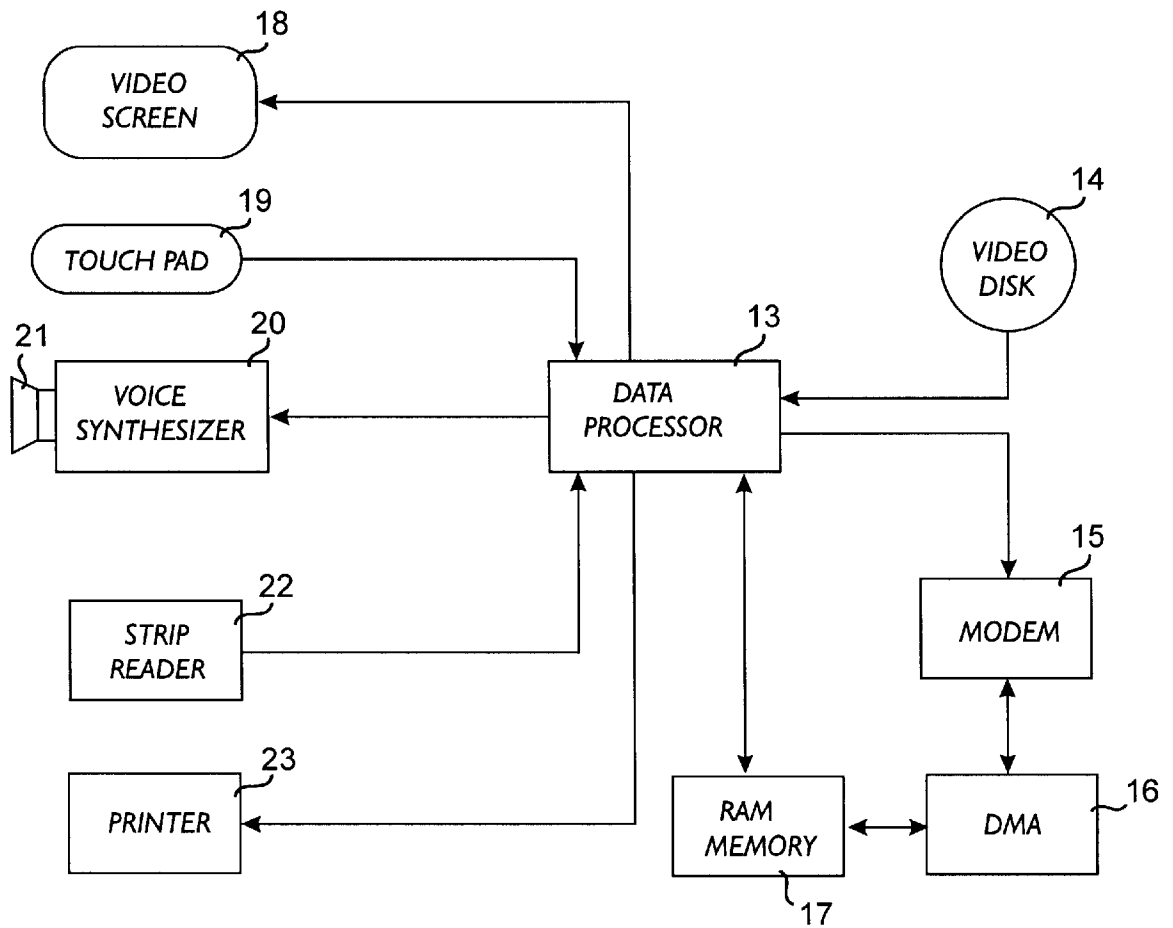 18
VIDEO
SCREEN
19
TOUCH PAD
14
VIDEO
DISK
21
20
VOICE
SYNTHESIZER
13
DATA
PROCESSOR
15
MODEM
22
STRIP
READER
23
PRINTER
RAM
MEMORY
17
16
DMA